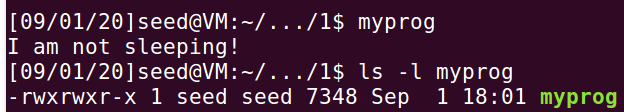 [09/01/20]seed@VM:~/.../1$ myprog
I am not sleeping!
[09/01/20]seed@VM:~/.../1$ ls -l myprog
-rwxrwxr-x 1 seed seed 7348 Sep  1 18:01 myprog